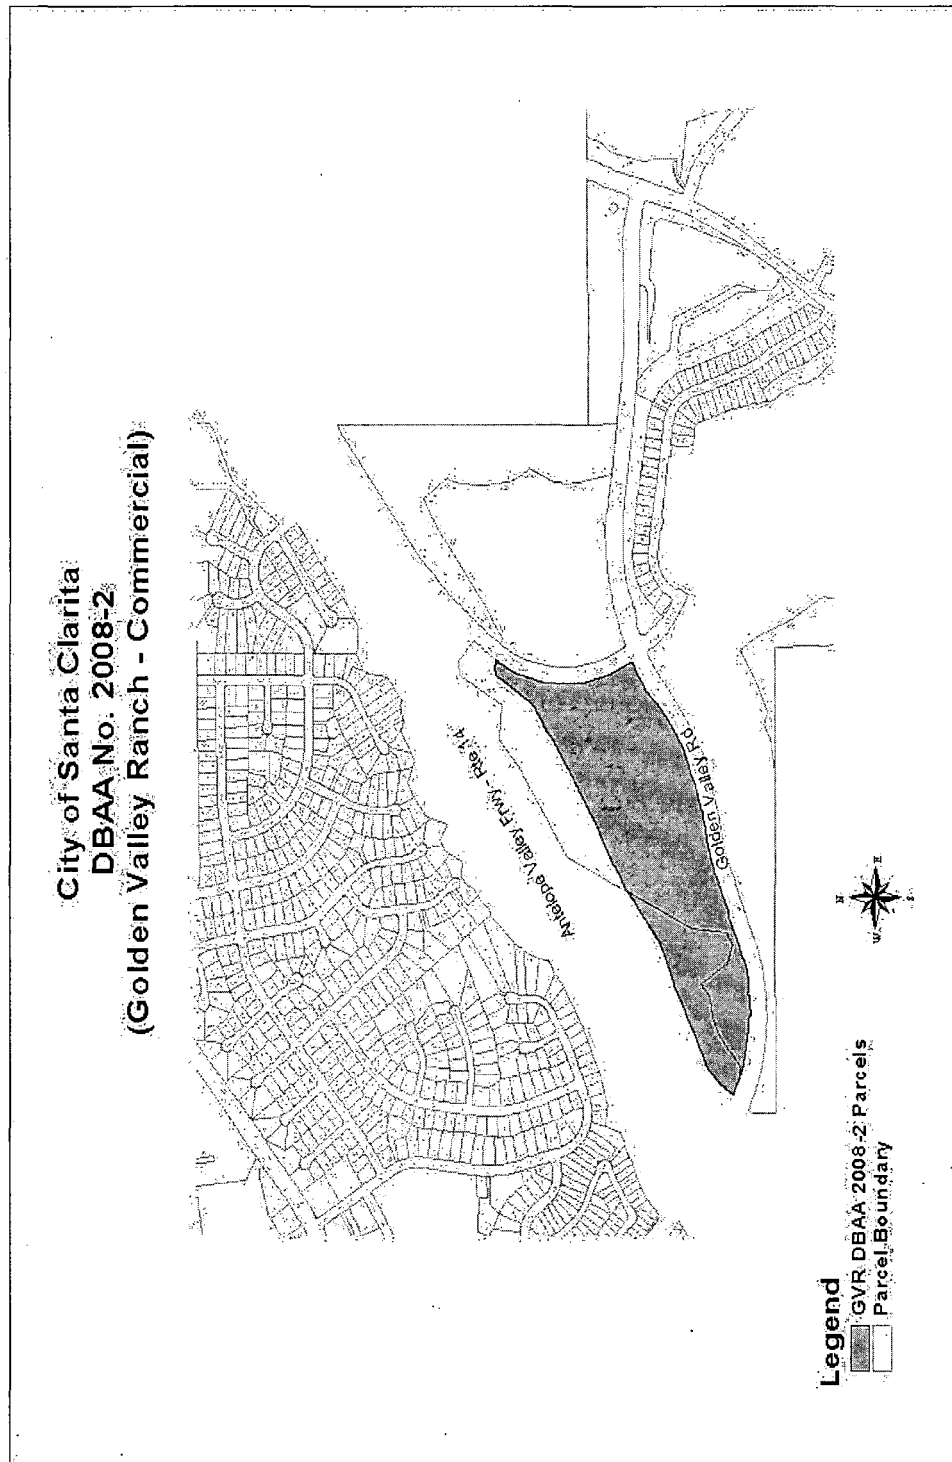 City of Santa Clarita
DBAA No. 2008-2
(Golden Valley Ranch - Commercial)
Antelope Valley Frwy - Rte 14
Golden Valley Rd
N
W
E
S
Legend
GVR DBAA 2008-2 Parcels
Parcel Boundary